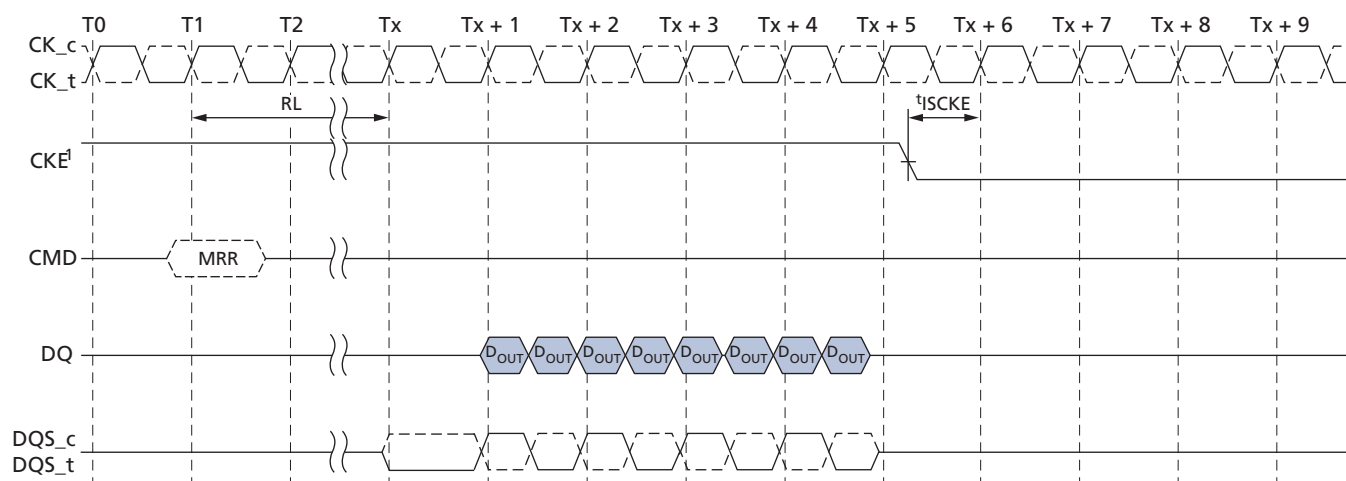 T0 T1 T2 Tx Tx + 1 Tx + 2 Tx + 3 Tx + 4 Tx + 5 Tx + 6 Tx + 7 Tx + 8 Tx + 9
CK_c
CK_t
RL tISCKE
CKE1
CMD MRR
DQ DOUT DOUT DOUT DOUT DOUT DOUT DOUT DOUT
DQS_c
DQS_t